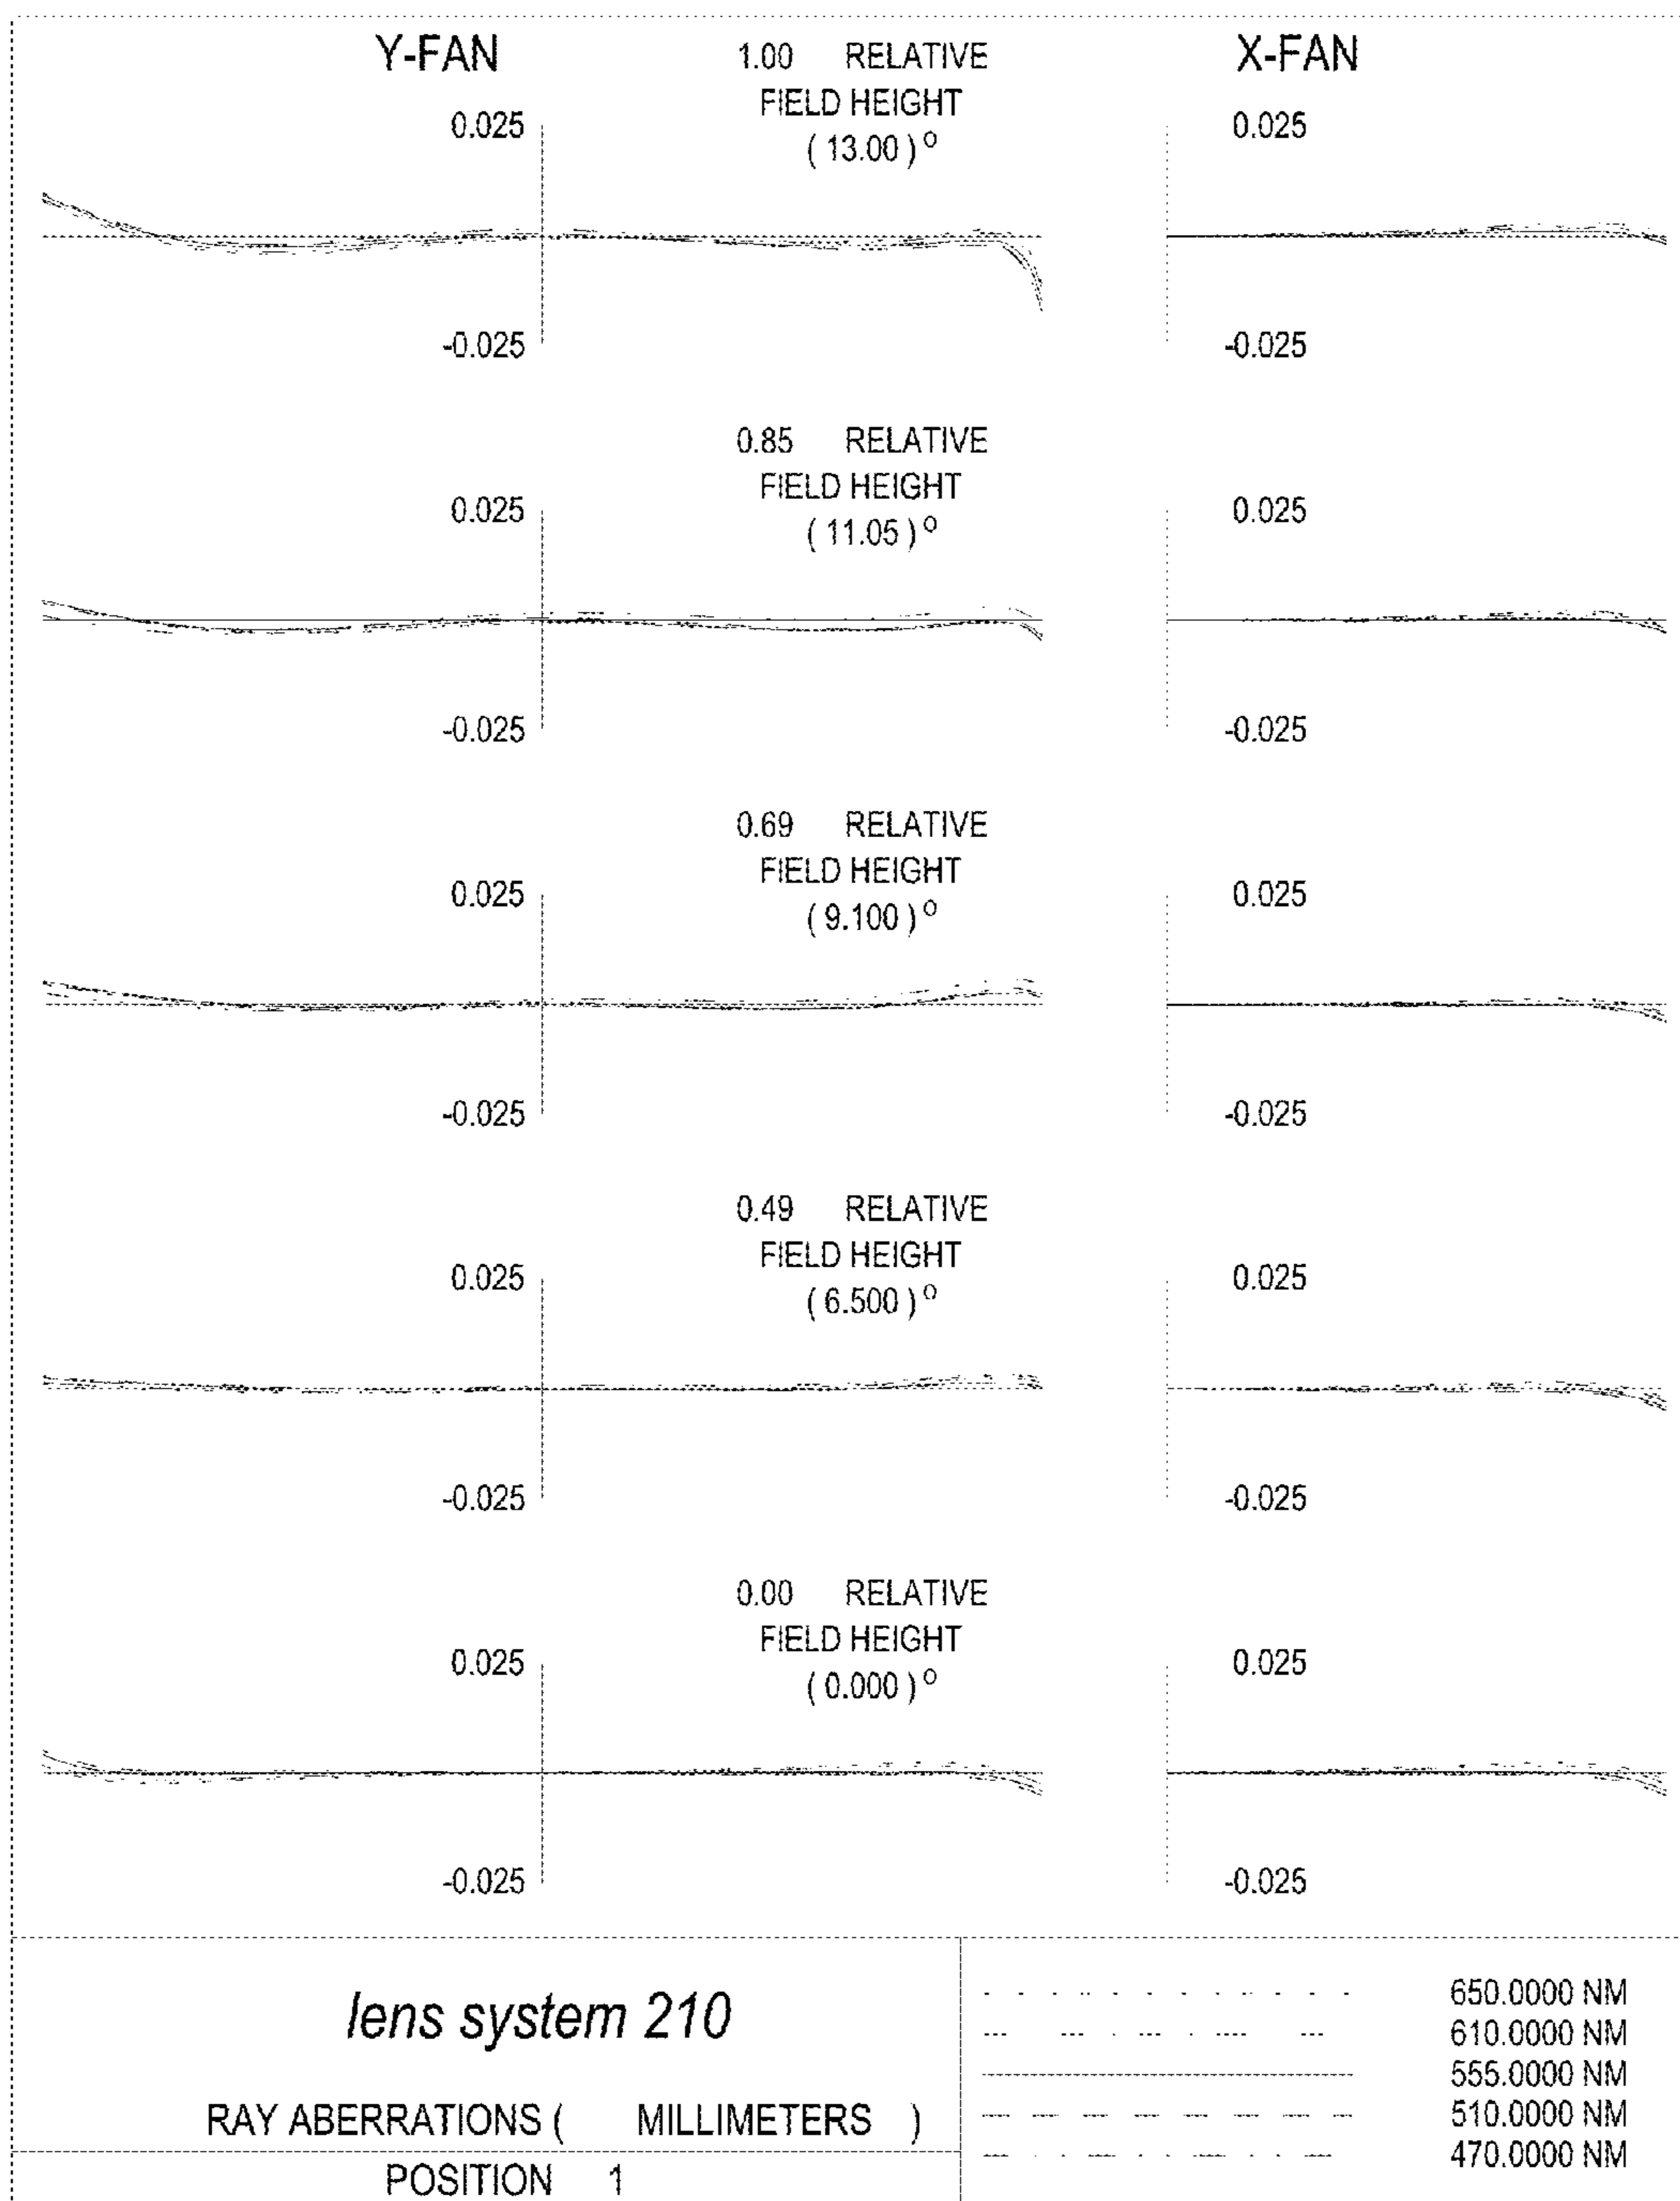 Y-FAN
1.00 RELATIVE
FIELD HEIGHT
( 13.00 ) O
X-FAN
0.025
0.025
-0.025
-0.025
0.85 RELATIVE
FIELD HEIGHT
( 11.05 ) O
0.025
0.025
-0.025
-0.025
0.69 RELATIVE
FIELD HEIGHT
( 9.100 ) O
0.025
0.025
-0.025
-0.025
0.49 RELATIVE
FIELD HEIGHT
( 6.500 ) O
0.025
0.025
-0.025
-0.025
0.00 RELATIVE
FIELD HEIGHT
( 0.000 ) O
0.025
0.025
-0.025
-0.025
lens system 210
RAY ABERRATIONS ( MILLIMETERS )
POSITION 1
650.0000 NM
610.0000 NM
555.0000 NM
510.0000 NM
470.0000 NM